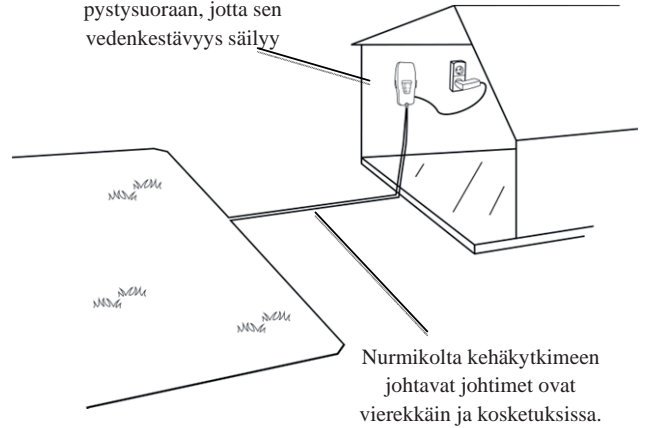 pystysuoraan, jotta sen
vedenkestävyys säilyy
Nurmikolta kehäkytkimeen
johtavat johtimet ovat
vierekkäin ja kosketuksissa.